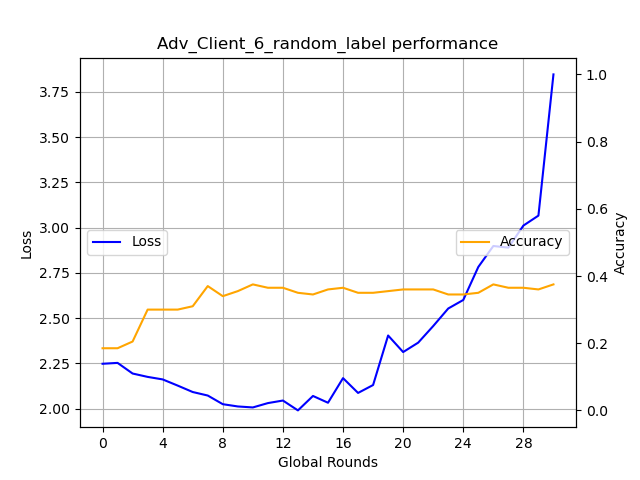 Adv_Client_6_random_label performance
3.75
3.50
3.25
3.00
2.75
2.50
2.25
2.00
Loss
Loss
Accuracy
1.0
0.8
0.6
0.4
0.2
0.0
Accuracy
0 4 8 12 16 20 24 28
Global Rounds